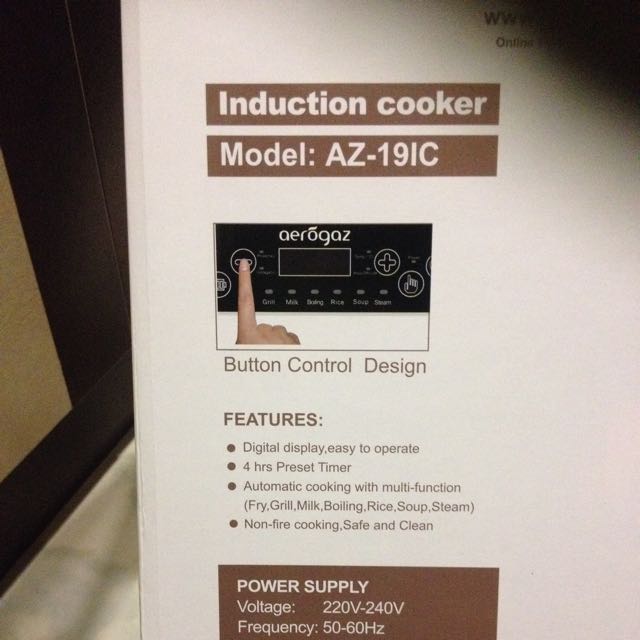 Online
Induction cooker
Model: AZ-19IC
aerogaz
Grill Milk Boiling Rice Soup Steam
Button Control Design
FEATURES:
● Digital display,easy to operate
● 4 hrs Preset Timer
● Automatic cooking with multi-function
(Fry,Grill,Milk,Boiling,Rice,Soup,Steam)
● Non-fire cooking,Safe and Clean
POWER SUPPLY
Voltage: 220V-240V
Frequency: 50-60Hz